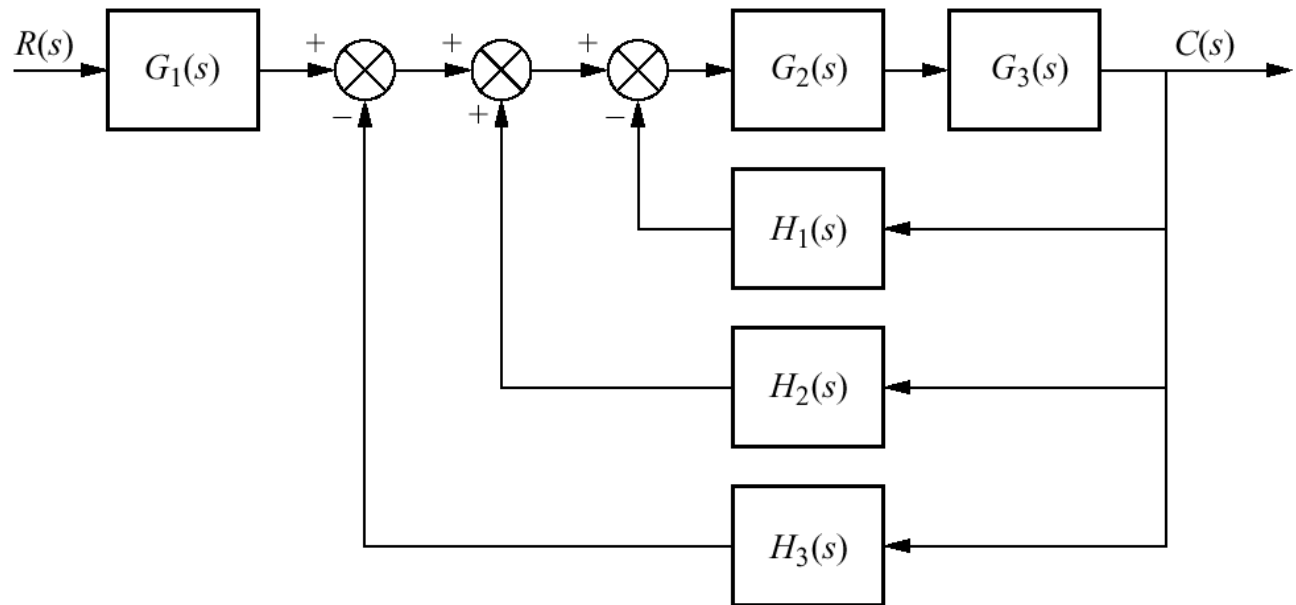 R(s) G₁(s) + + + G₂(s) G₃(s) C(s)
− + −
H₁(s)
H₂(s)
H₃(s)